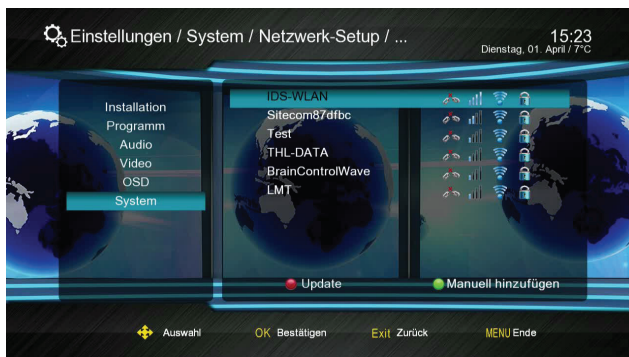 Einstellungen / System / Netzwerk-Setup / ...
15:23
Dienstag, 01. April / 7°C
Installation
Programm
Audio
Video
OSD
System
IDS-WLAN
Sitecom87dfbc
Test
THL-DATA
BrainControlWave
LMT
Update
Manuell hinzufügen
Auswahl
OK Bestätigen
Exit Zurück
MENU Ende